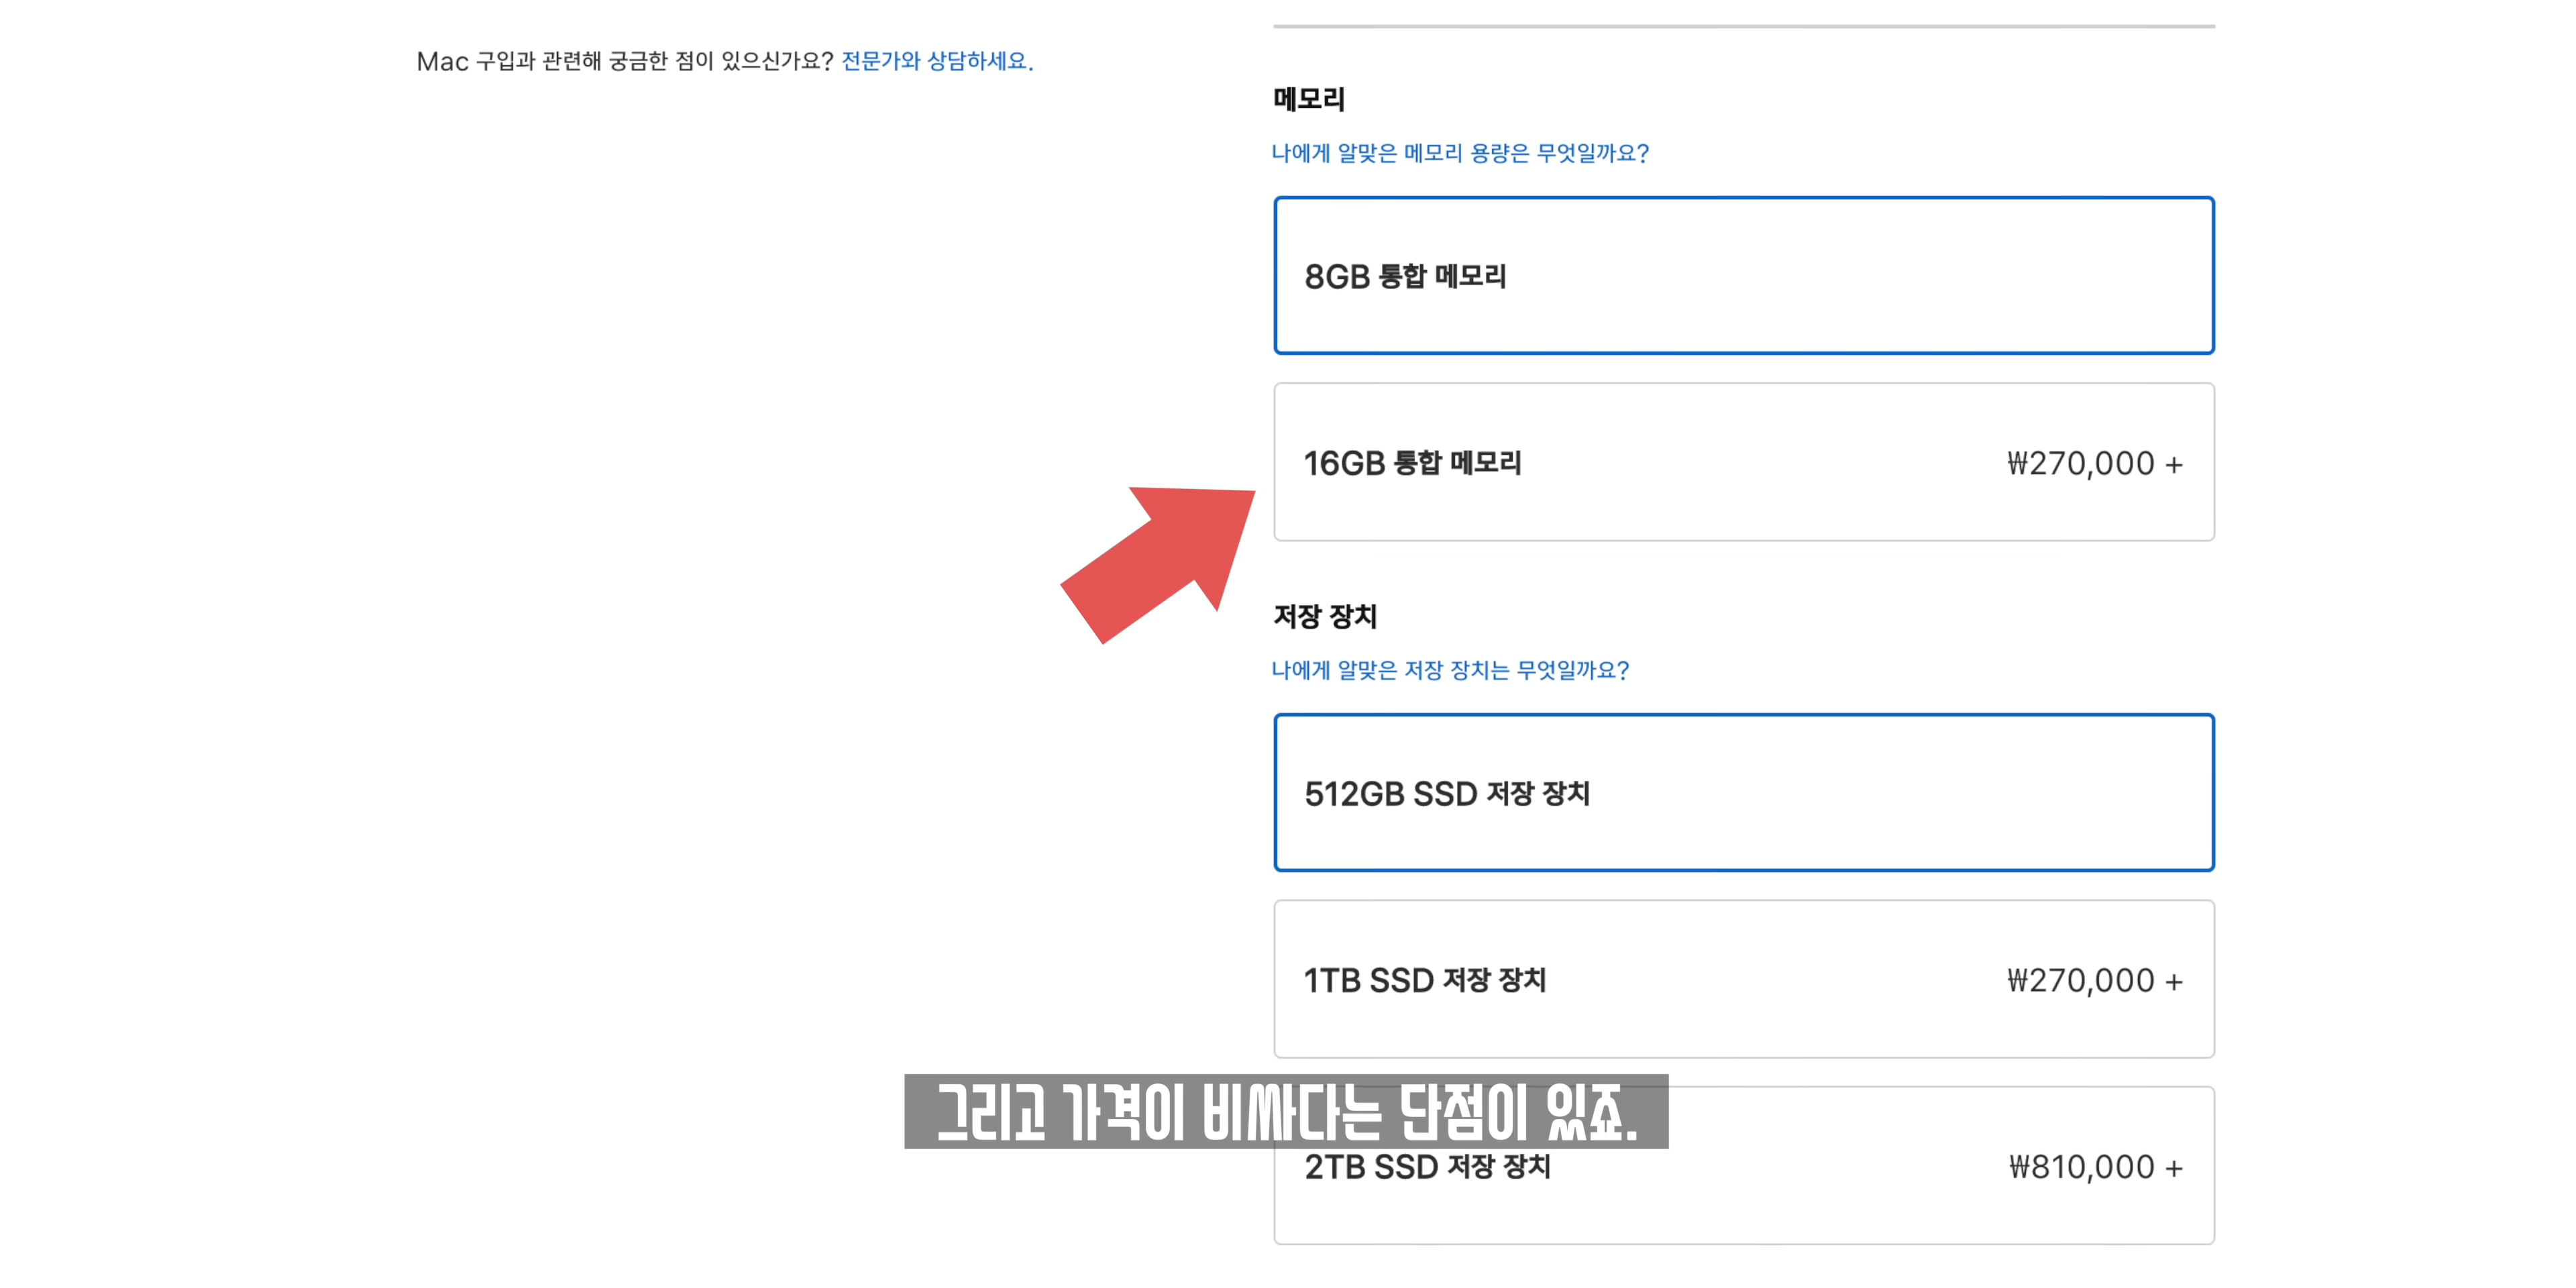 Mac 구입과 관련해 궁금한 점이 있으신가요? 전문가와 상담하세요.
메모리
나에게 알맞은 메모리 용량은 무엇일까요?
8GB 통합 메모리
16GB 통합 메모리 ₩270,000 +
저장 장치
나에게 알맞은 저장 장치는 무엇일까요?
512GB SSD 저장 장치
1TB SSD 저장 장치 ₩270,000 +
그리고 가격이 비싸다는 단점이 있죠.
2TB SSD 저장 장치 ₩810,000 +